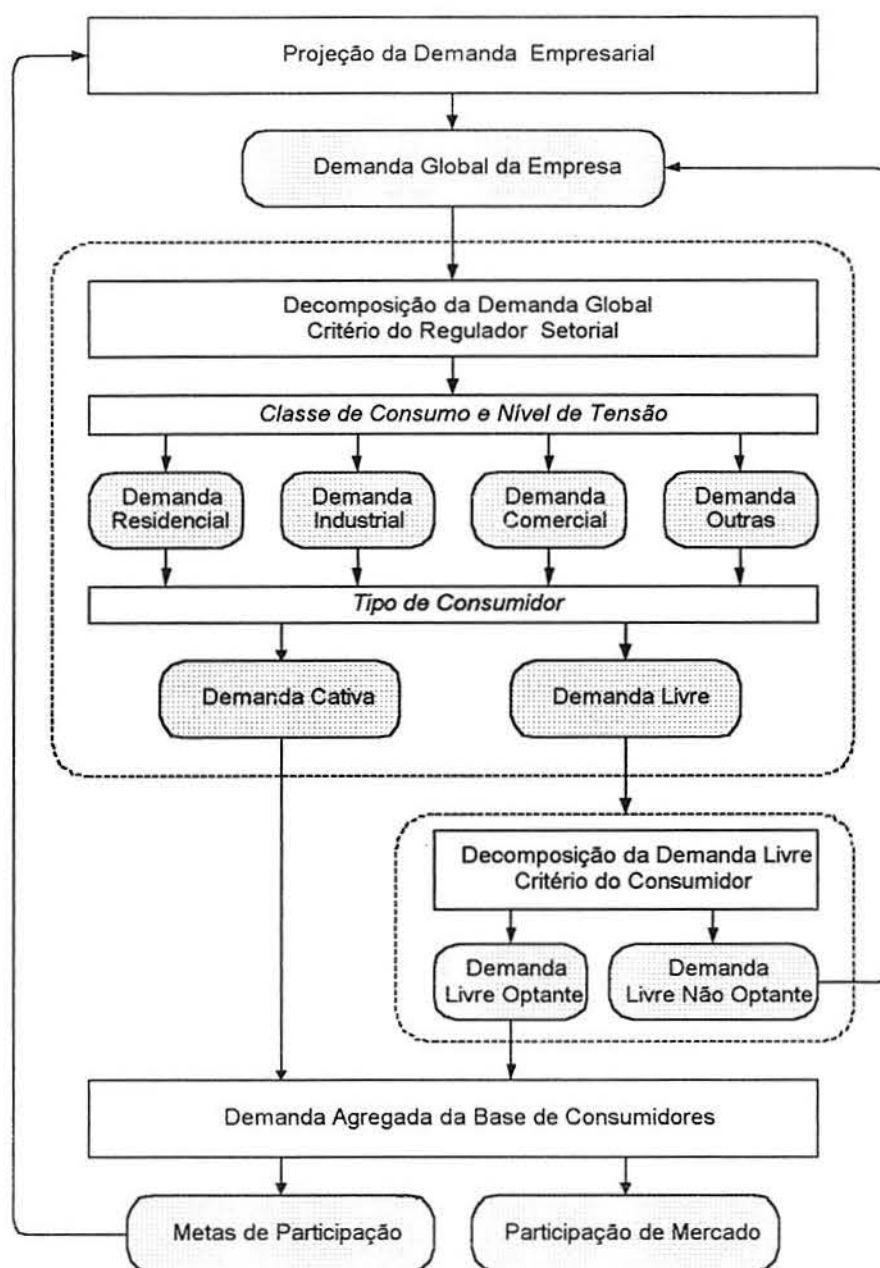 Projeção da Demanda Empresarial
Demanda Global da Empresa
Decomposição da Demanda Global
Critério do Regulador Setorial
Classe de Consumo e Nível de Tensão
Demanda
Residencial
Demanda
Industrial
Demanda
Comercial
Demanda
Outras
Tipo de Consumidor
Demanda Cativa
Demanda Livre
Decomposição da Demanda Livre
Critério do Consumidor
Demanda
Livre Optante
Demanda
Livre Não Optante
Demanda Agregada da Base de Consumidores
Metas de Participação
Participação de Mercado